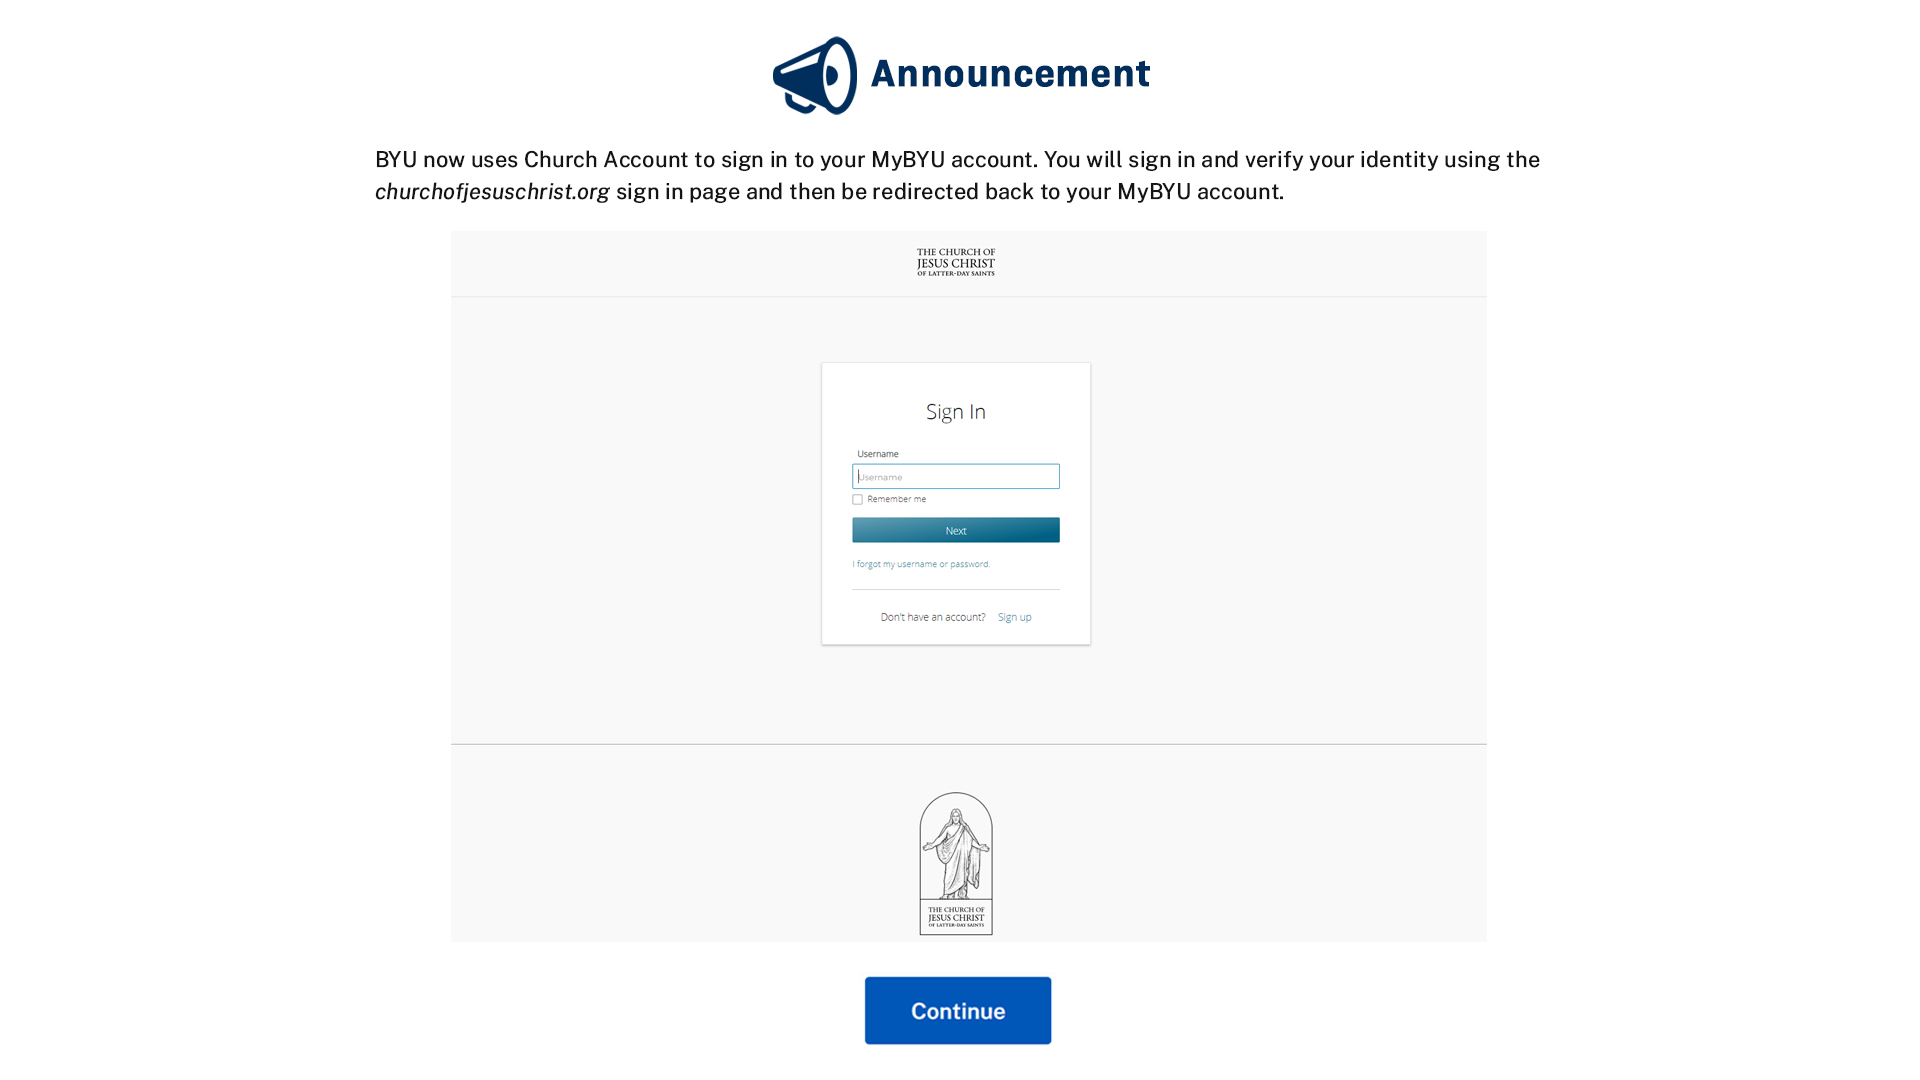 Announcement
BYU now uses Church Account to sign in to your MyBYU account. You will sign in and verify your identity using the
churchofjesuschrist.org sign in page and then be redirected back to your MyBYU account.
THE CHURCH OF
JESUS CHRIST
OF LATTER-DAY SAINTS
Sign In
Username
Username
Remember me
Next
I forgot my username or password.
Don't have an account? Sign up
THE CHURCH OF
JESUS CHRIST
OF LATTER-DAY SAINTS
Continue